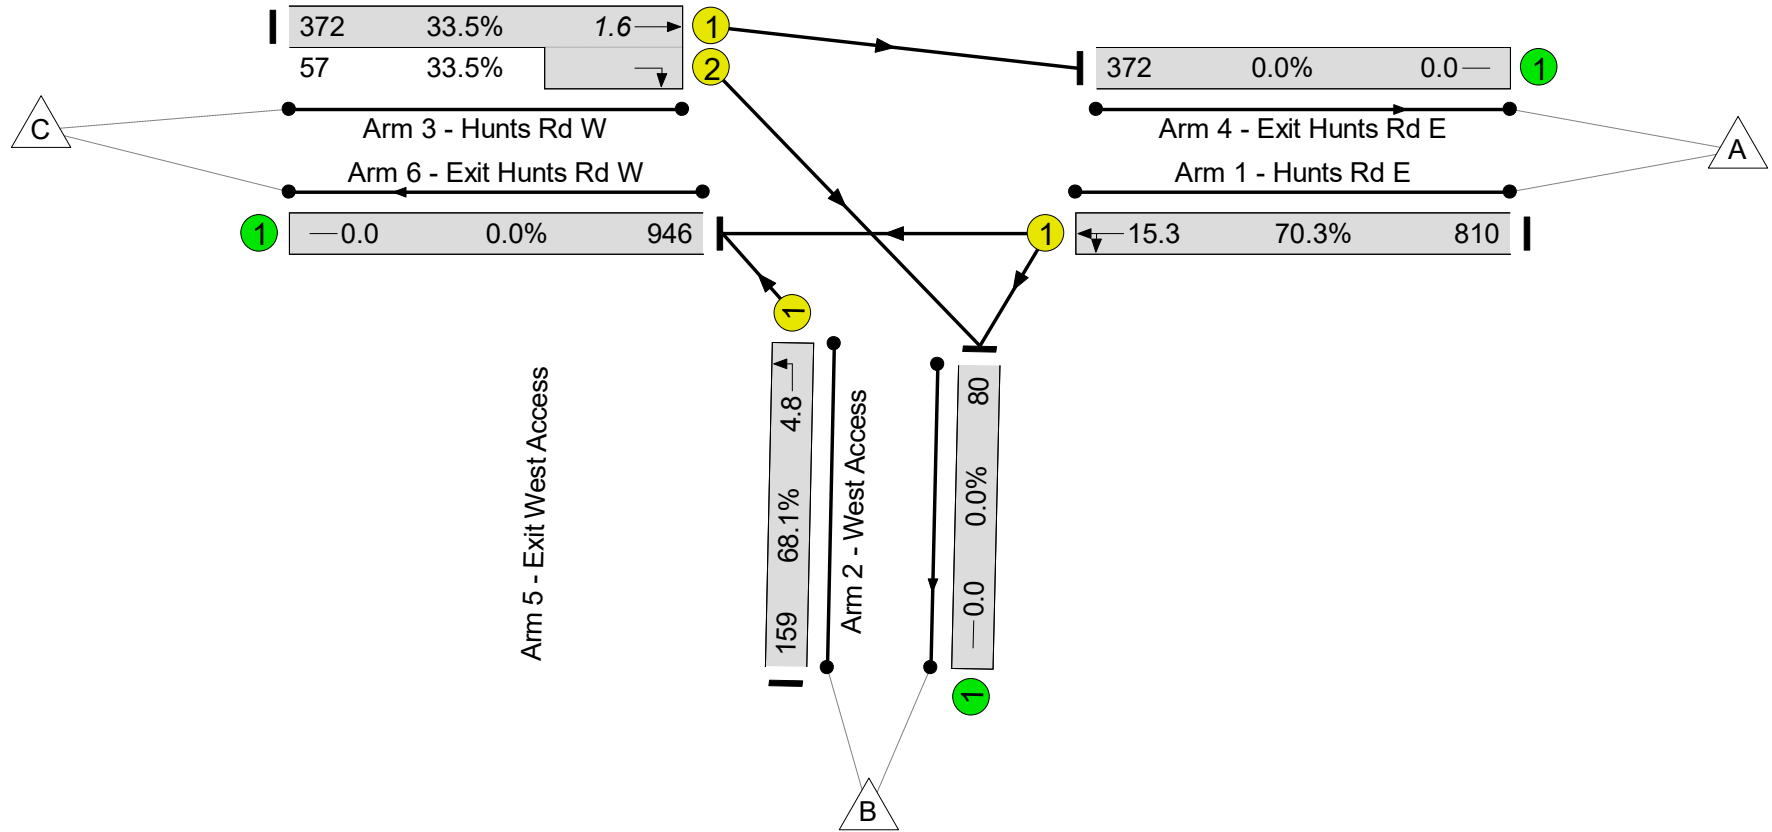 372 33.5% 1.6 1
57 33.5% 2
372 0.0% 0.0 1
C
Arm 3 - Hunts Rd W
Arm 4 - Exit Hunts Rd E
A
Arm 6 - Exit Hunts Rd W
Arm 1 - Hunts Rd E
1 0.0 0.0% 946
1 15.3 70.3% 810
1
159 68.1% 4.8
Arm 2 - West Access
Arm 5 - Exit West Access
0.0 0.0% 80
1
B